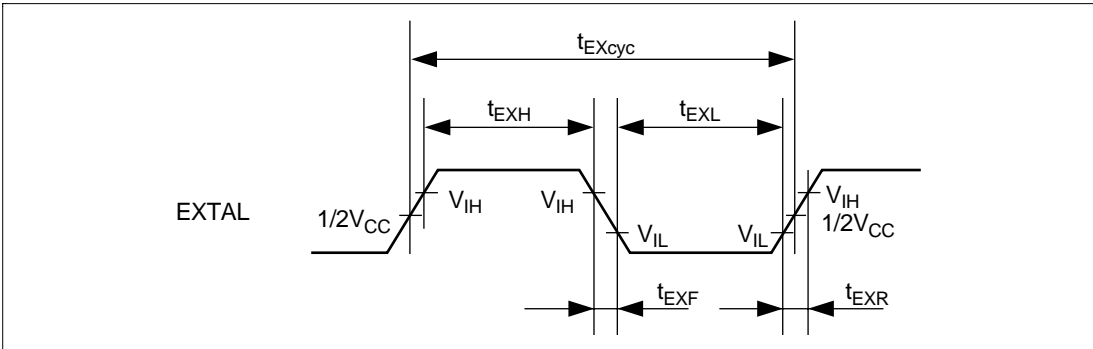 tEXcyc
tEXH tEXL
EXTAL 1/2VCC VIH VIH VIL VIL VIH 1/2VCC
tEXF tEXR